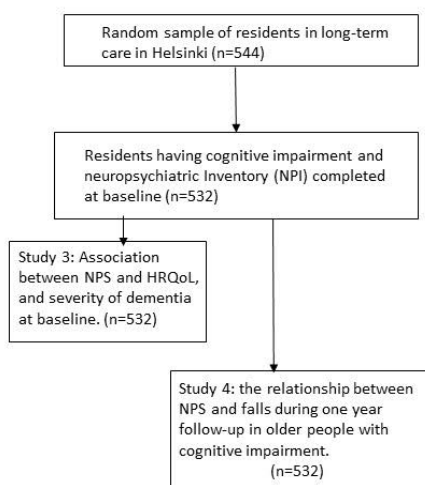 Random sample of residents in long-term
care in Helsinki (n=544)
Residents having cognitive impairment and
neuropsychiatric Inventory (NPI) completed
at baseline (n=532)
Study 3: Association
between NPS and HRQoL,
and severity of dementia
at baseline. (n=532)
Study 4: the relationship between
NPS and falls during one year
follow-up in older people with
cognitive impairment.
(n=532)